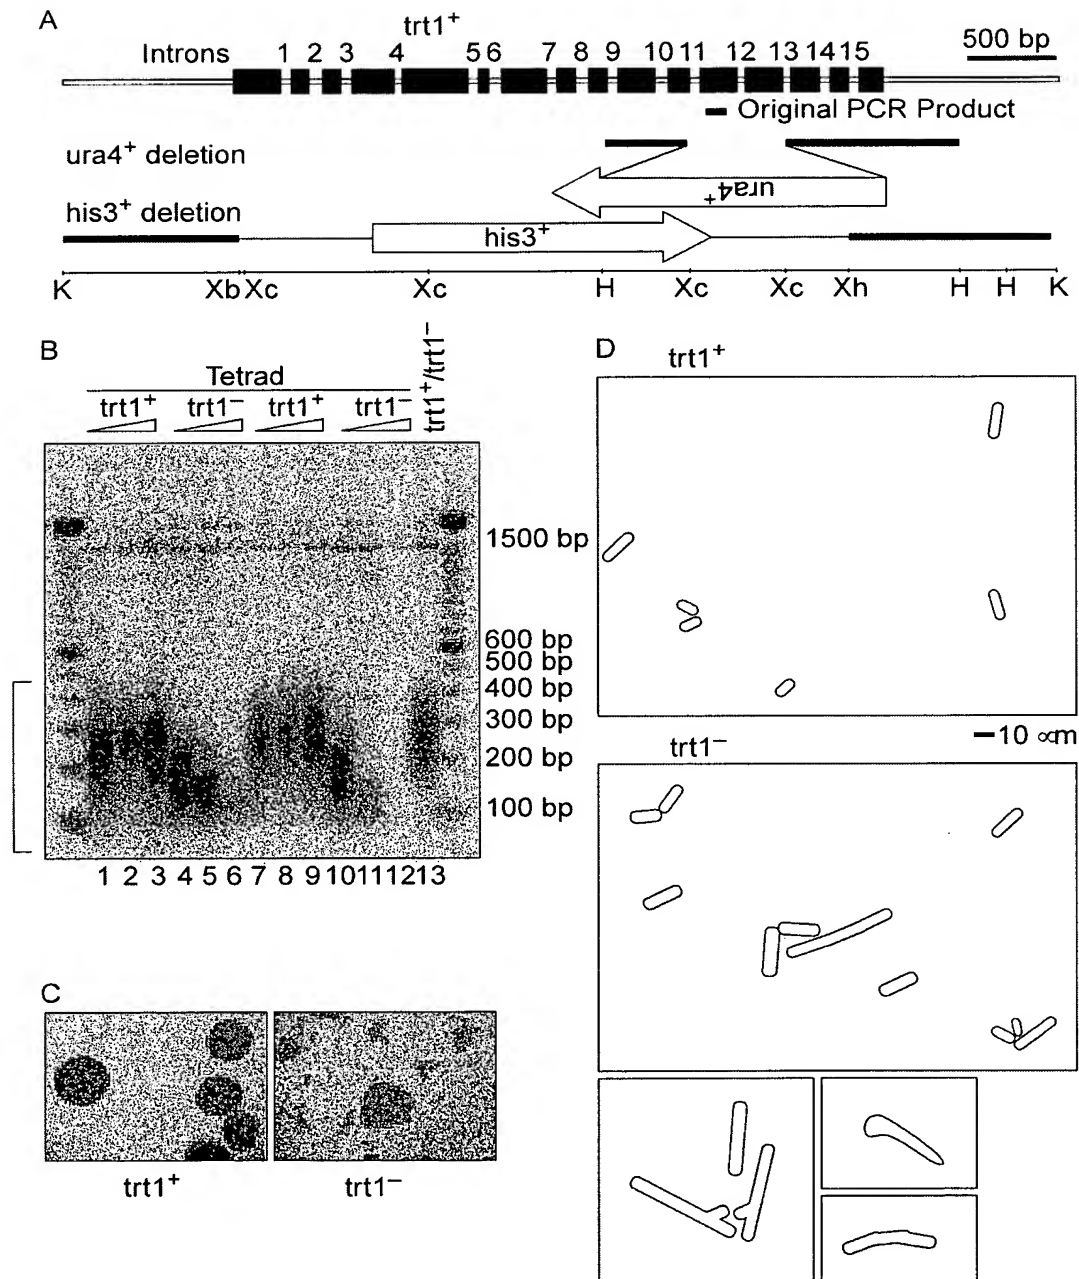 A
trt1+
Introns 1 2 3 4 5 6 7 8 9 10 11 12 13 14 15
500 bp
Original PCR Product
ura4+ deletion
ura4+
his3+ deletion
his3+
K Xb Xc Xc H Xc Xc Xh H H K
B
Tetrad
trt1+ trt1– trt1+ trt1–
trt1+/trt1–
1500 bp
600 bp
500 bp
400 bp
300 bp
200 bp
100 bp
1 2 3 4 5 6 7 8 9 10 11 12 13
C
trt1+ trt1–
D
trt1+
10 ∝m
trt1–